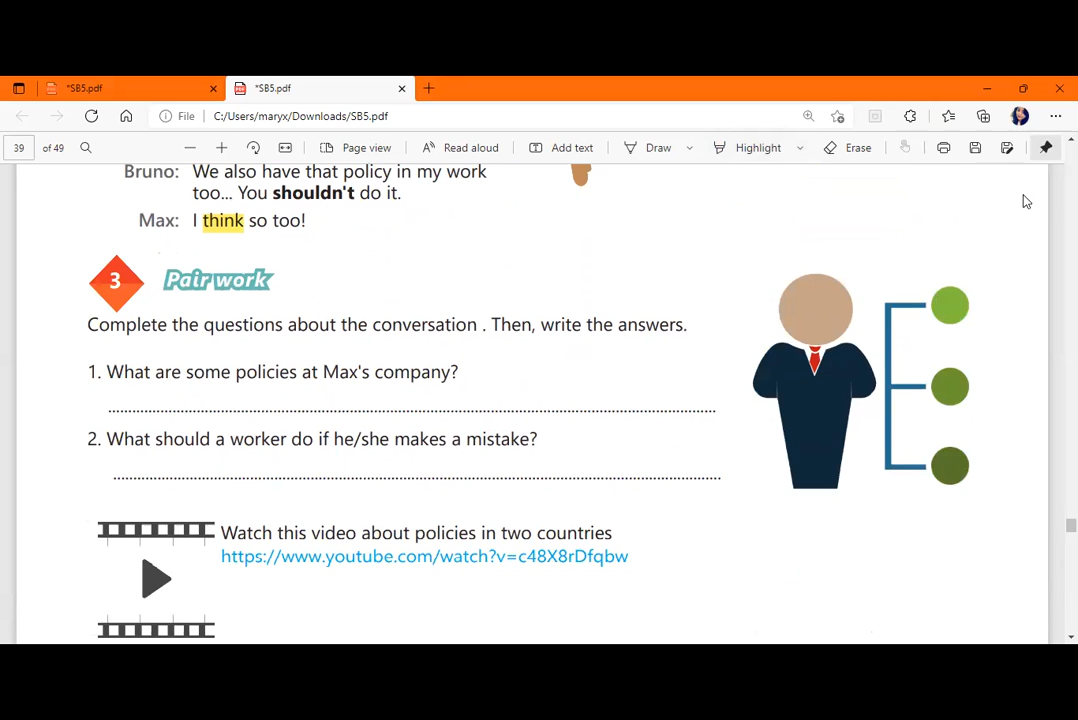 *SB5.pdf
*SB5.pdf
File
C:/Users/maryx/Downloads/SB5.pdf
39 of 49
Page view
Read aloud
Add text
Draw
Highlight
Erase
Bruno: We also have that policy in my work
too... You shouldn't do it.
Max: I think so too!
3
Pair work
Complete the questions about the conversation . Then, write the answers.
1. What are some policies at Max's company?
2. What should a worker do if he/she makes a mistake?
Watch this video about policies in two countries
https://www.youtube.com/watch?v=c48X8rDfqbw